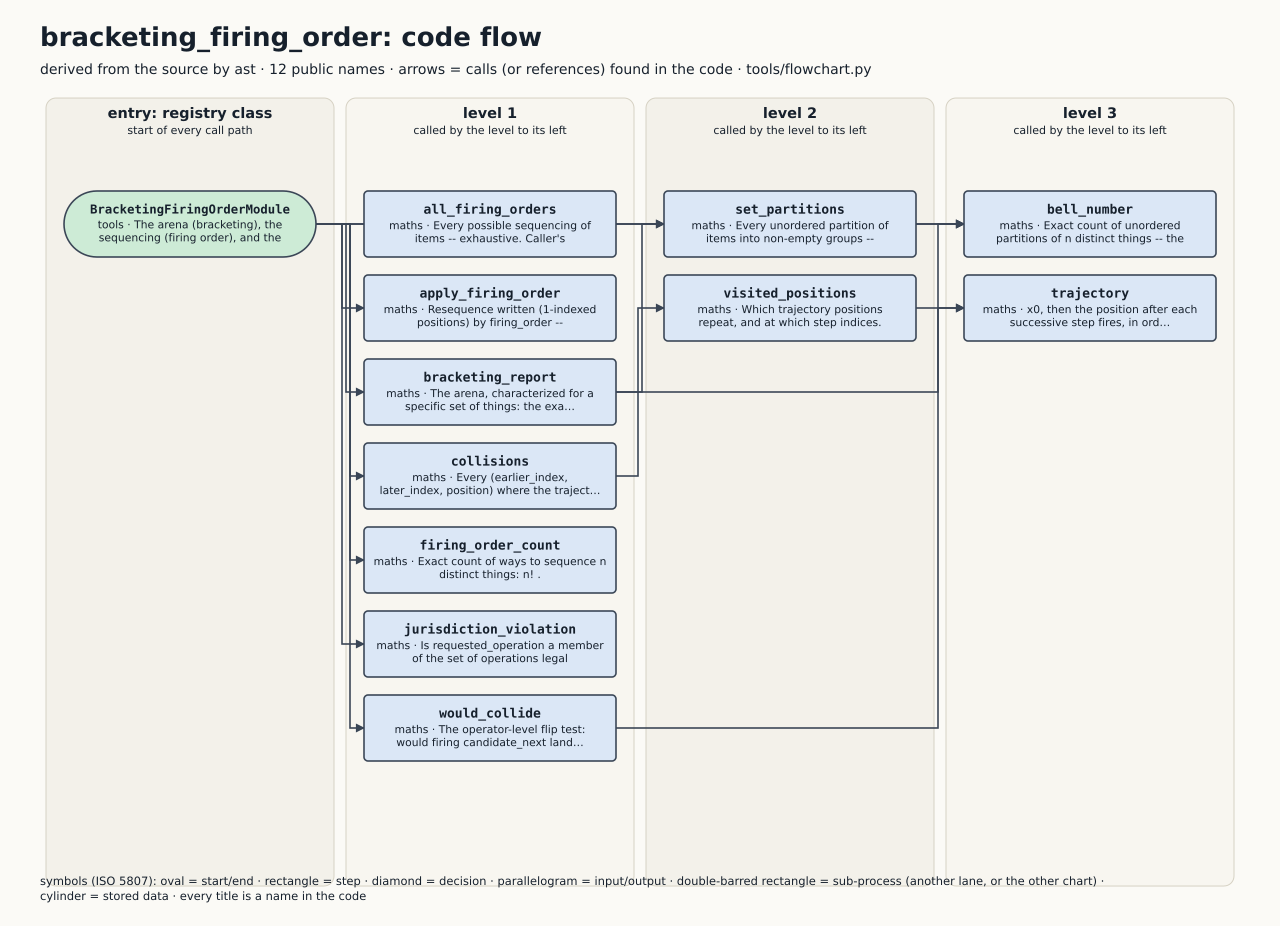 bracketing_firing_order: code flow
derived from the source by ast · 12 public names · arrows = calls (or references) found in the code · tools/flowchart.py
entry: registry class
start of every call path
level 1
called by the level to its left
level 2
called by the level to its left
level 3
called by the level to its left
BracketingFiringOrderModule
tools · The arena (bracketing), the
sequencing (firing order), and the
all_firing_orders
maths · Every possible sequencing of
items -- exhaustive. Caller's
set_partitions
maths · Every unordered partition of
items into non-empty groups --
bell_number
maths · Exact count of unordered
partitions of n distinct things -- the
apply_firing_order
maths · Resequence written (1-indexed
positions) by firing_order --
visited_positions
maths · Which trajectory positions
repeat, and at which step indices.
trajectory
maths · x0, then the position after each
successive step fires, in ord...
bracketing_report
maths · The arena, characterized for a
specific set of things: the exa...
collisions
maths · Every (earlier_index,
later_index, position) where the traject...
firing_order_count
maths · Exact count of ways to sequence n
distinct things: n! .
jurisdiction_violation
maths · Is requested_operation a member
of the set of operations legal
would_collide
maths · The operator-level flip test:
would firing candidate_next land...
symbols (ISO 5807): oval = start/end · rectangle = step · diamond = decision · parallelogram = input/output · double-barred rectangle = sub-process (another lane, or the other chart) ·
cylinder = stored data · every title is a name in the code